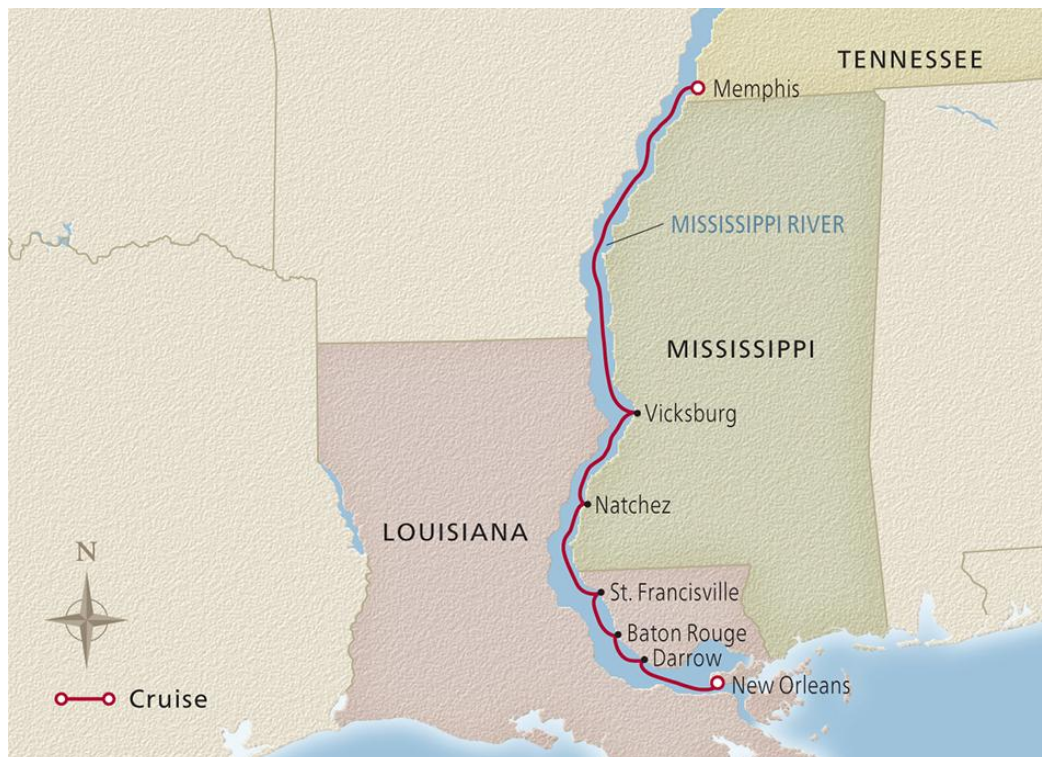 TENNESSEE
Memphis
MISSISSIPPI RIVER
MISSISSIPPI
Vicksburg
Natchez
LOUISIANA
N
St. Francisville
Baton Rouge
Darrow
New Orleans
Cruise